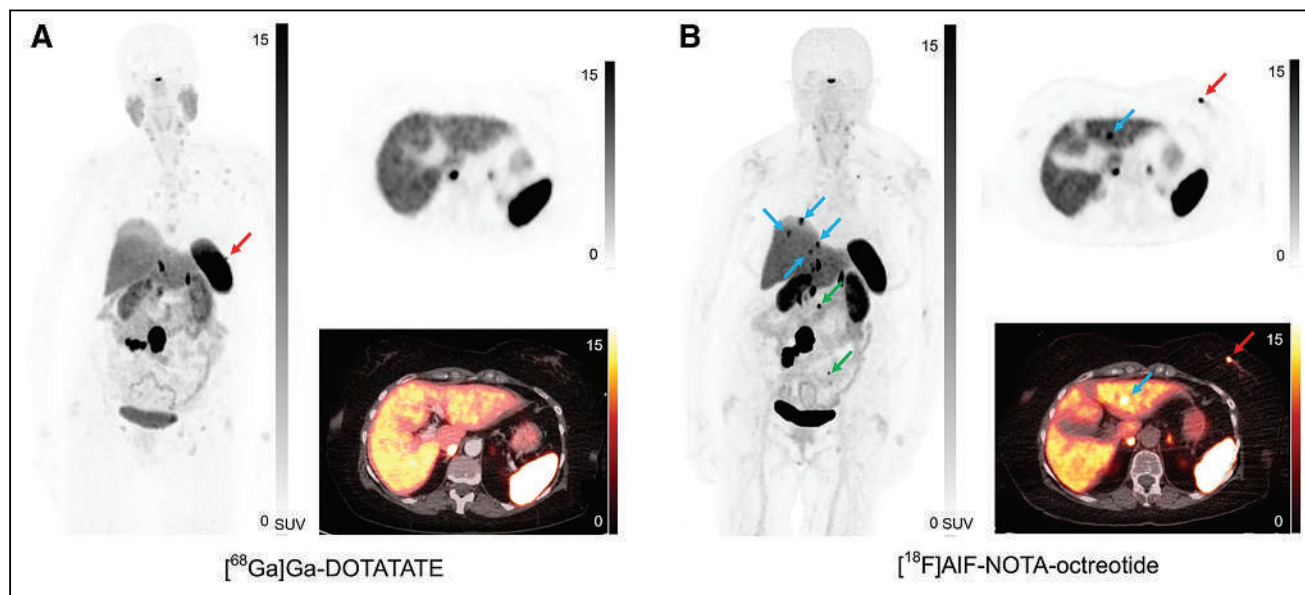 A
15
0 SUV
15
0
15
0
[⁶⁸Ga]Ga-DOTATATE
B
15
0 SUV
15
0
15
0
[¹⁸F]AlF-NOTA-octreotide